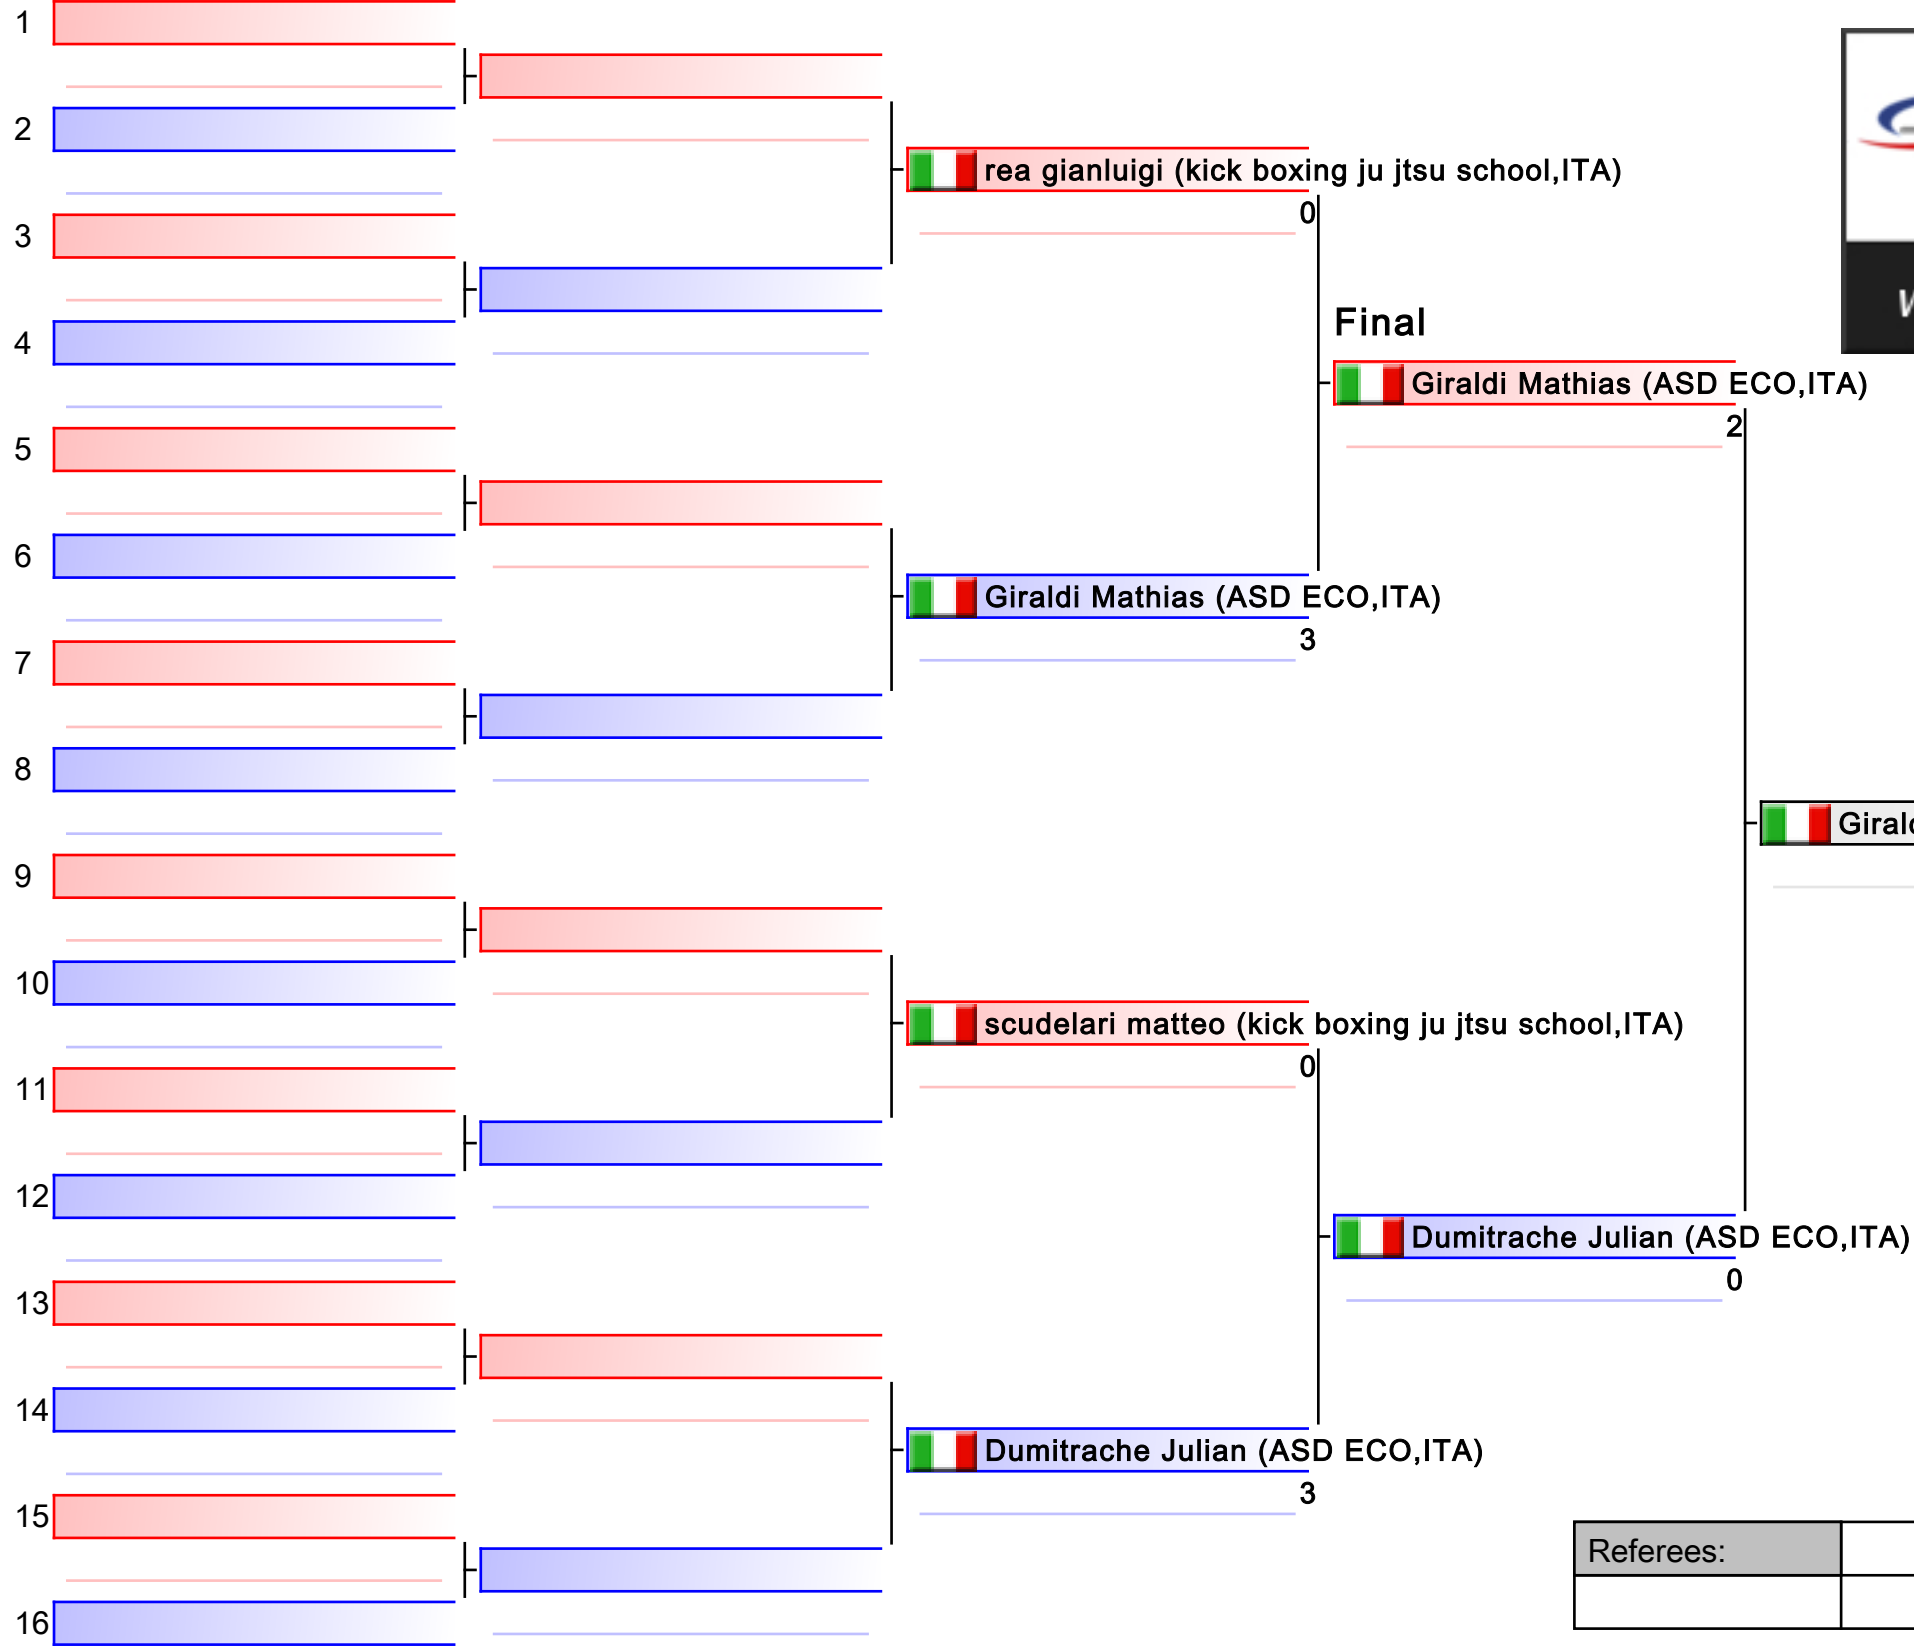 1
2
rea gianluigi (kick boxing ju jtsu school,ITA)
0
3
Final
4
Giraldi Mathias (ASD ECO,ITA)
2
5
6
Giraldi Mathias (ASD ECO,ITA)
3
7
8
9
10
scudelari matteo (kick boxing ju jtsu school,ITA)
0
11
12
Dumitrache Julian (ASD ECO,ITA)
0
13
14
Dumitrache Julian (ASD ECO,ITA)
3
15
Referees:
16